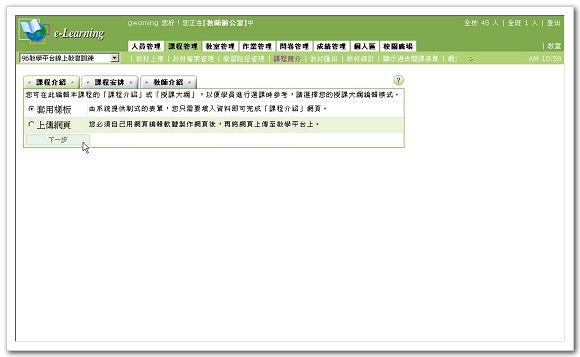 e-Learning
gwoming 您好！您正在[教師辦公室]中
全校 48 人 | 全班 1 人 | 登出
人員管理 課程管理 教室管理 作業管理 問卷管理 成績管理 個人區 校園廣場
| 教室
96教學平台線上教育訓練
| 教材上傳 | 教材檔案管理 | 學習路徑管理 | 課程簡介 | 教材匯出 | 教材統計 | 顯示過去開課清單 |
AM 10:58
課程介紹 課程安排 教師介紹
?
您可在此編輯本課程的「課程介紹」或「授課大綱」，以便學員進行選課時參考，請選擇您的授課大綱編輯模式。
套用樣板 由系統提供制式的表單，您只需要填入資料即可完成「課程介紹」網頁。
上傳網頁 您必須自己用網頁編輯軟體製作網頁後，再將網頁上傳至教學平台上。
下一步